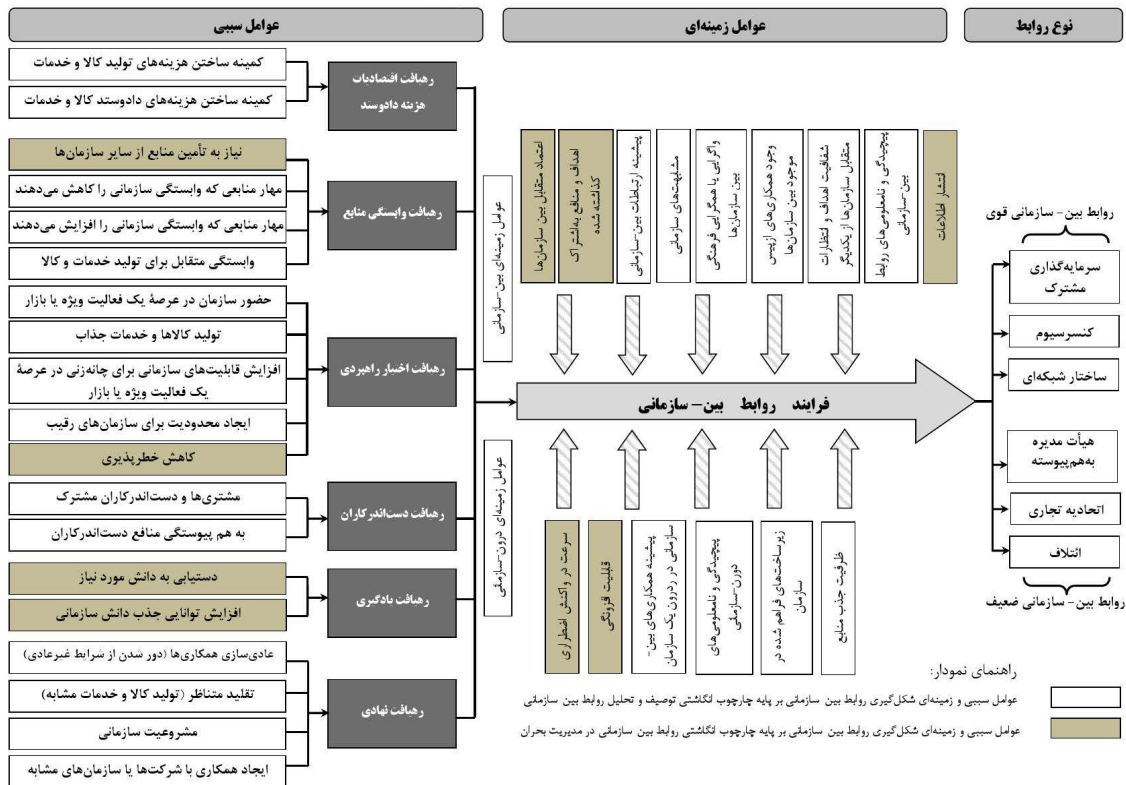 عوامل سببی
عوامل زمینه‌ای
نوع روابط
کمینه ساختن هزینه‌های تولید کالا و خدمات
کمینه ساختن هزینه‌های دادوستد کالا و خدمات
رهیافت اقتصادیات
هزینه دادوستد
نیاز به تأمین منابع از سایر سازمان‌ها
مهار منابعی که وابستگی سازمانی را کاهش می‌دهند
مهار منابعی که وابستگی سازمانی را افزایش می‌دهند
وابستگی متقابل برای تولید خدمات و کالا
رهیافت وابستگی منابع
حضور سازمان در عرصهٔ یک فعالیت ویژه یا بازار
تولید کالاها و خدمات جذاب
افزایش قابلیت‌های سازمانی برای چانه‌زنی در عرصهٔ
یک فعالیت ویژه یا بازار
ایجاد محدودیت برای سازمان‌های رقیب
کاهش خطرپذیری
رهیافت اختیار راهبردی
مشتری‌ها و دست‌اندرکاران مشترک
به هم پیوستگی منافع دست‌اندرکاران
رهیافت دست‌اندرکاران
دستیابی به دانش مورد نیاز
افزایش توانایی جذب دانش سازمانی
رهیافت یادگیری
عادی‌سازی همکاری‌ها (دور شدن از شرایط غیرعادی)
تقلید متناظر (تولید کالا و خدمات مشابه)
مشروعیت سازمانی
ایجاد همکاری با شرکت‌ها یا سازمان‌های مشابه
رهیافت نهادی
عوامل زمینه‌ای بین-سازمانی
اعتماد متقابل بین سازمان‌ها
اهداف و منافع به‌اشتراک
گذاشته شده
پیشینه ارتباطات بین-سازمانی
مشابهت‌های سازمانی
واگرایی یا همگرایی فرهنگی
بین سازمان‌ها
وجود همکاری‌های ازپیش
موجود بین سازمان‌ها
شفافیت اهداف و انتظارات
متقابل سازمان‌ها از یکدیگر
پیچیدگی و نامعلومی‌های روابط
بین-سازمانی
انتشار اطلاعات
فرایند روابط بین- سازمانی
عوامل زمینه‌ای درون-سازمانی
سرعت در واکنش اضطراری
قابلیت افزونگی
پیشینه همکاری‌های بین-
سازمانی در ردرون یک سازمان
پیچیدگی و نامعلومی‌های
دورن-سازمانی
زیرساخت‌های فراهم شده در
سازمان
ظرفیت جذب منابع
روابط بین- سازمانی قوی
سرمایه‌گذاری
مشترک
کنسرسیوم
ساختار شبکه‌ای
هیأت مدیره
به‌هم‌پیوسته
اتحادیه تجاری
ائتلاف
روابط بین- سازمانی ضعیف
راهنمای نمودار:
عوامل سببی و زمینه‌ای شکل‌گیری روابط بین سازمانی بر پایه چارچوب انگاشتی توصیف و تحلیل روابط بین سازمانی
عوامل سببی و زمینه‌ای شکل‌گیری روابط بین سازمانی بر پایه چارچوب انگاشتی روابط بین سازمانی در مدیریت بحران